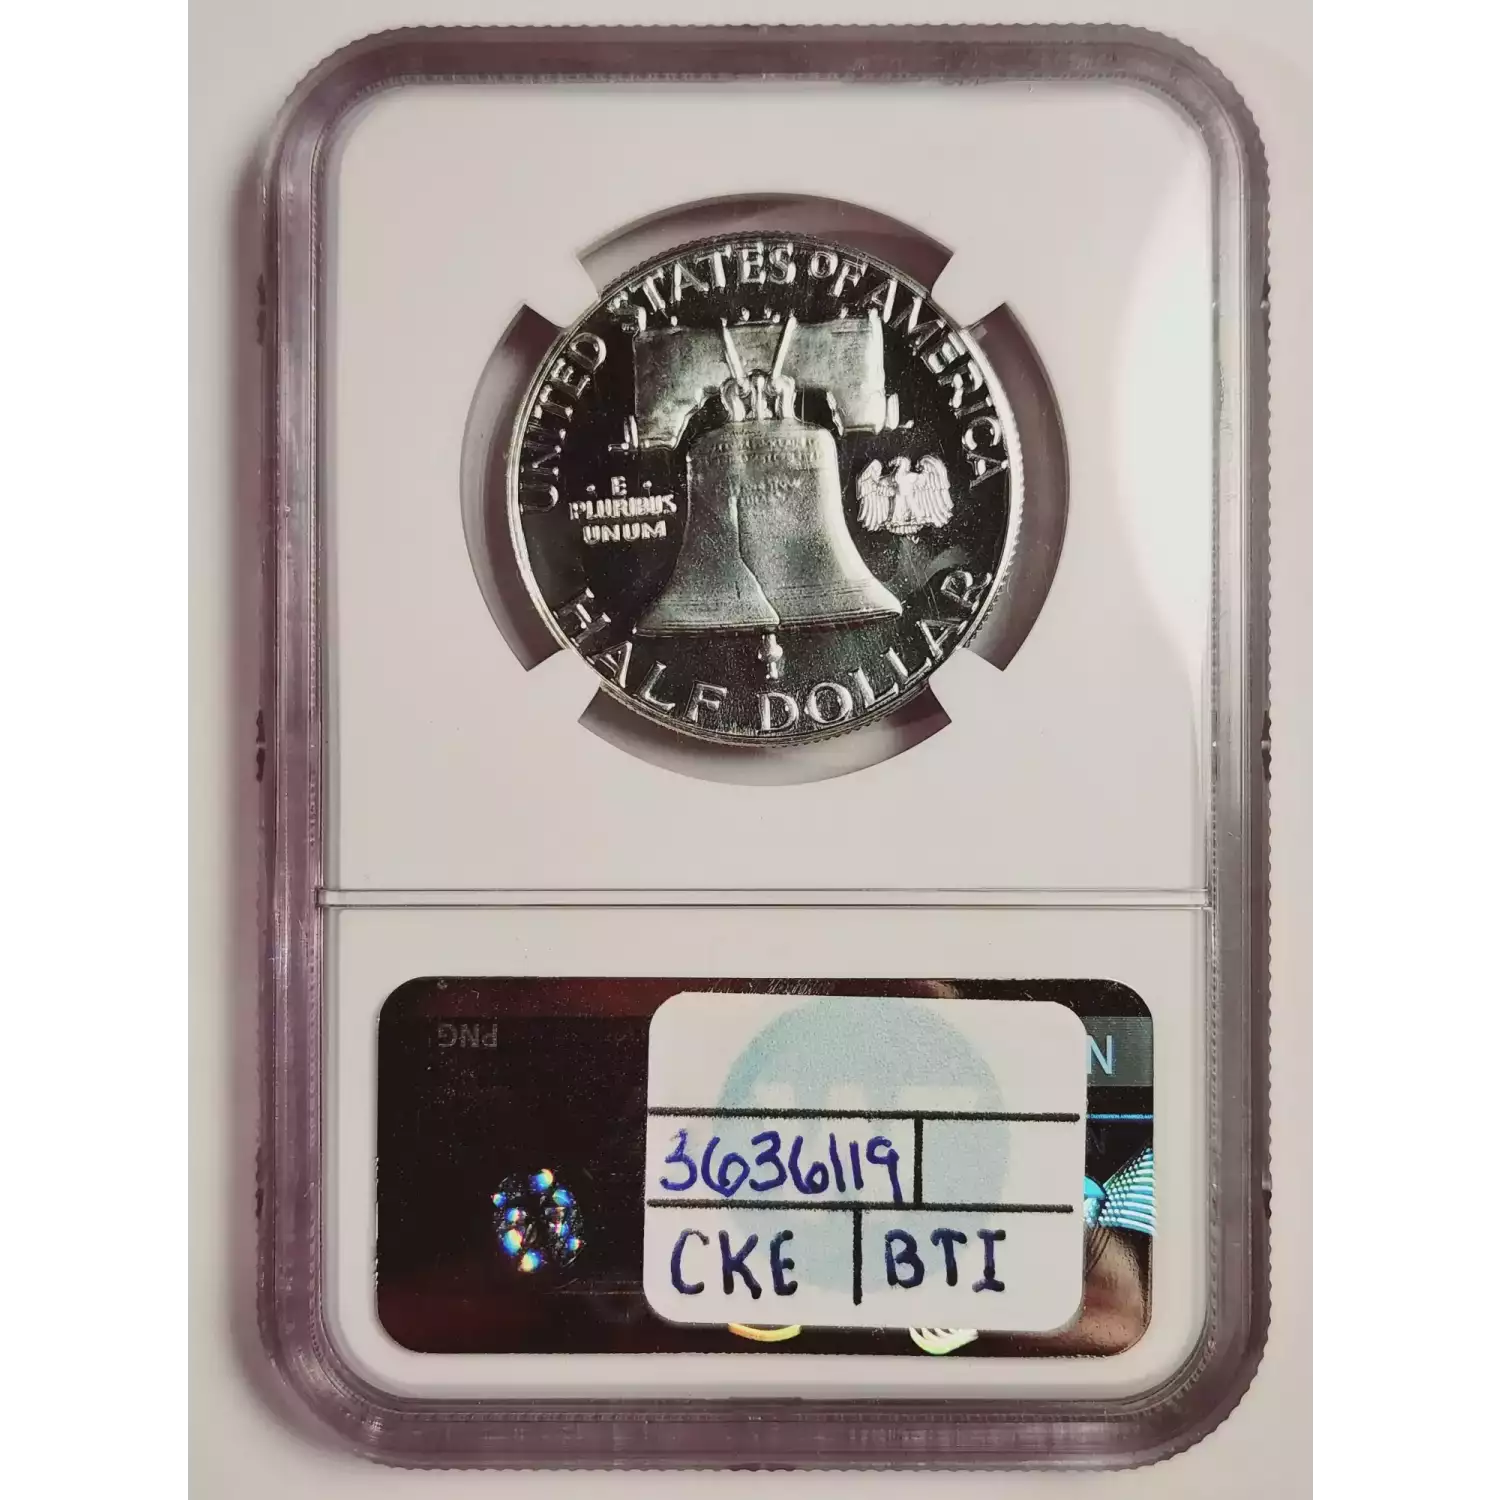 UNITED STATES OF AMERICA
· E ·
PLURIBUS
UNUM
HALF DOLLAR
PNG
N
3636119
CKE BTI